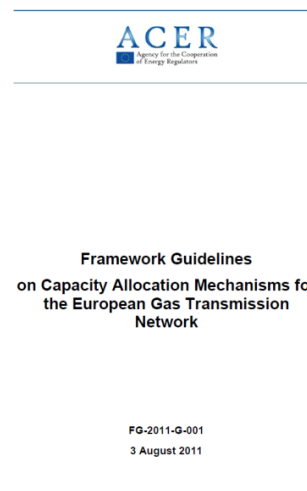 ACER
Agency for the Cooperation
of Energy Regulators
Framework Guidelines
on Capacity Allocation Mechanisms fo
the European Gas Transmission
Network
FG-2011-G-001
3 August 2011